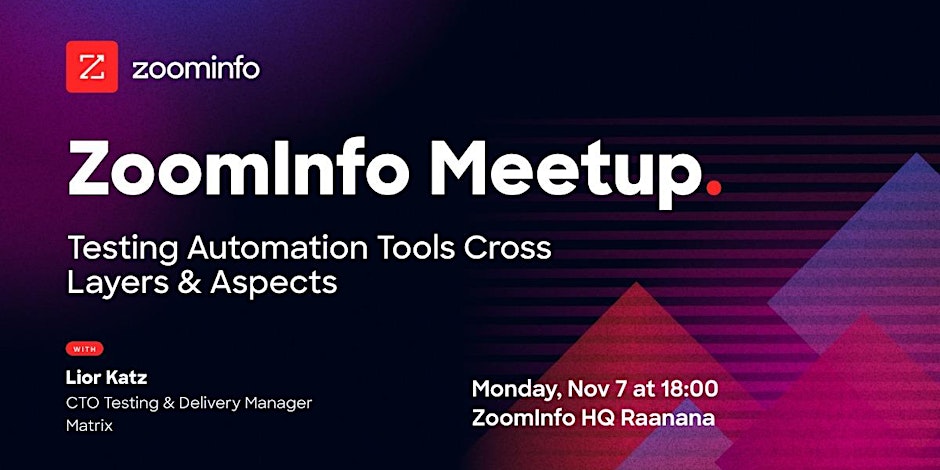 zoominfo
ZoomInfo Meetup.
Testing Automation Tools Cross
Layers & Aspects
WITH
Lior Katz
CTO Testing & Delivery Manager
Matrix
Monday, Nov 7 at 18:00
ZoomInfo HQ Raanana